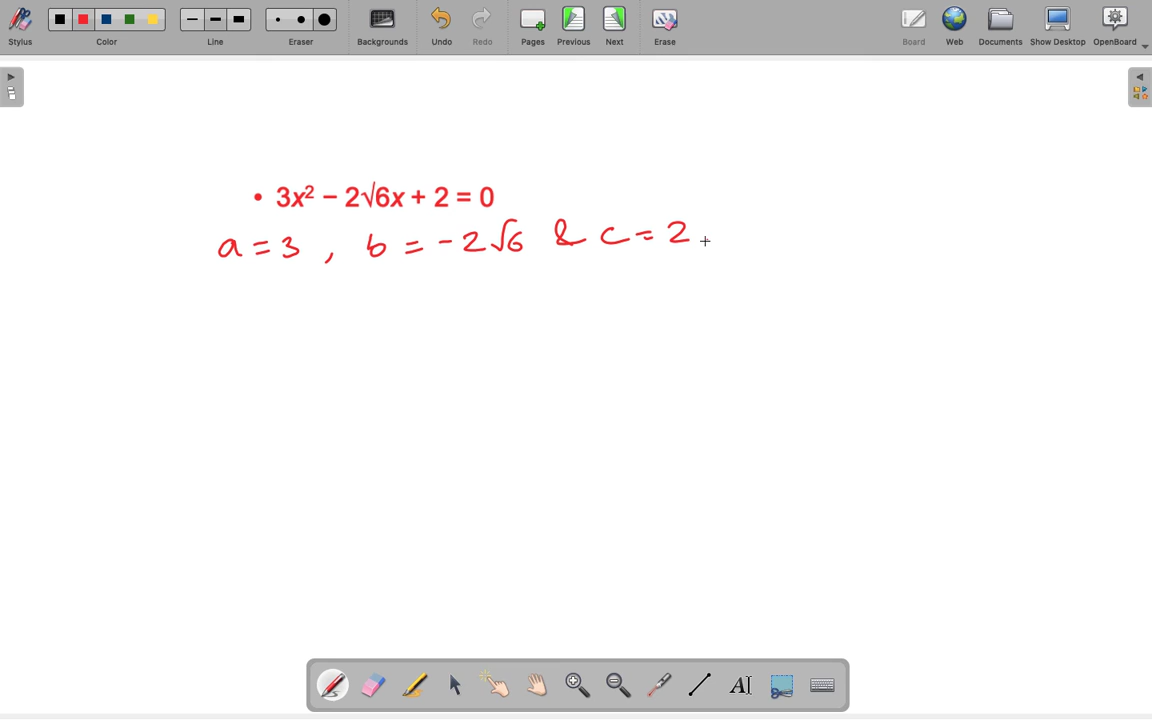 Stylus Color Line Eraser Backgrounds Undo Redo Pages Previous Next Erase Board Web Documents Show Desktop OpenBoard
• 3x² − 2√6x + 2 = 0
a = 3 , b = - 2√6 & c = 2